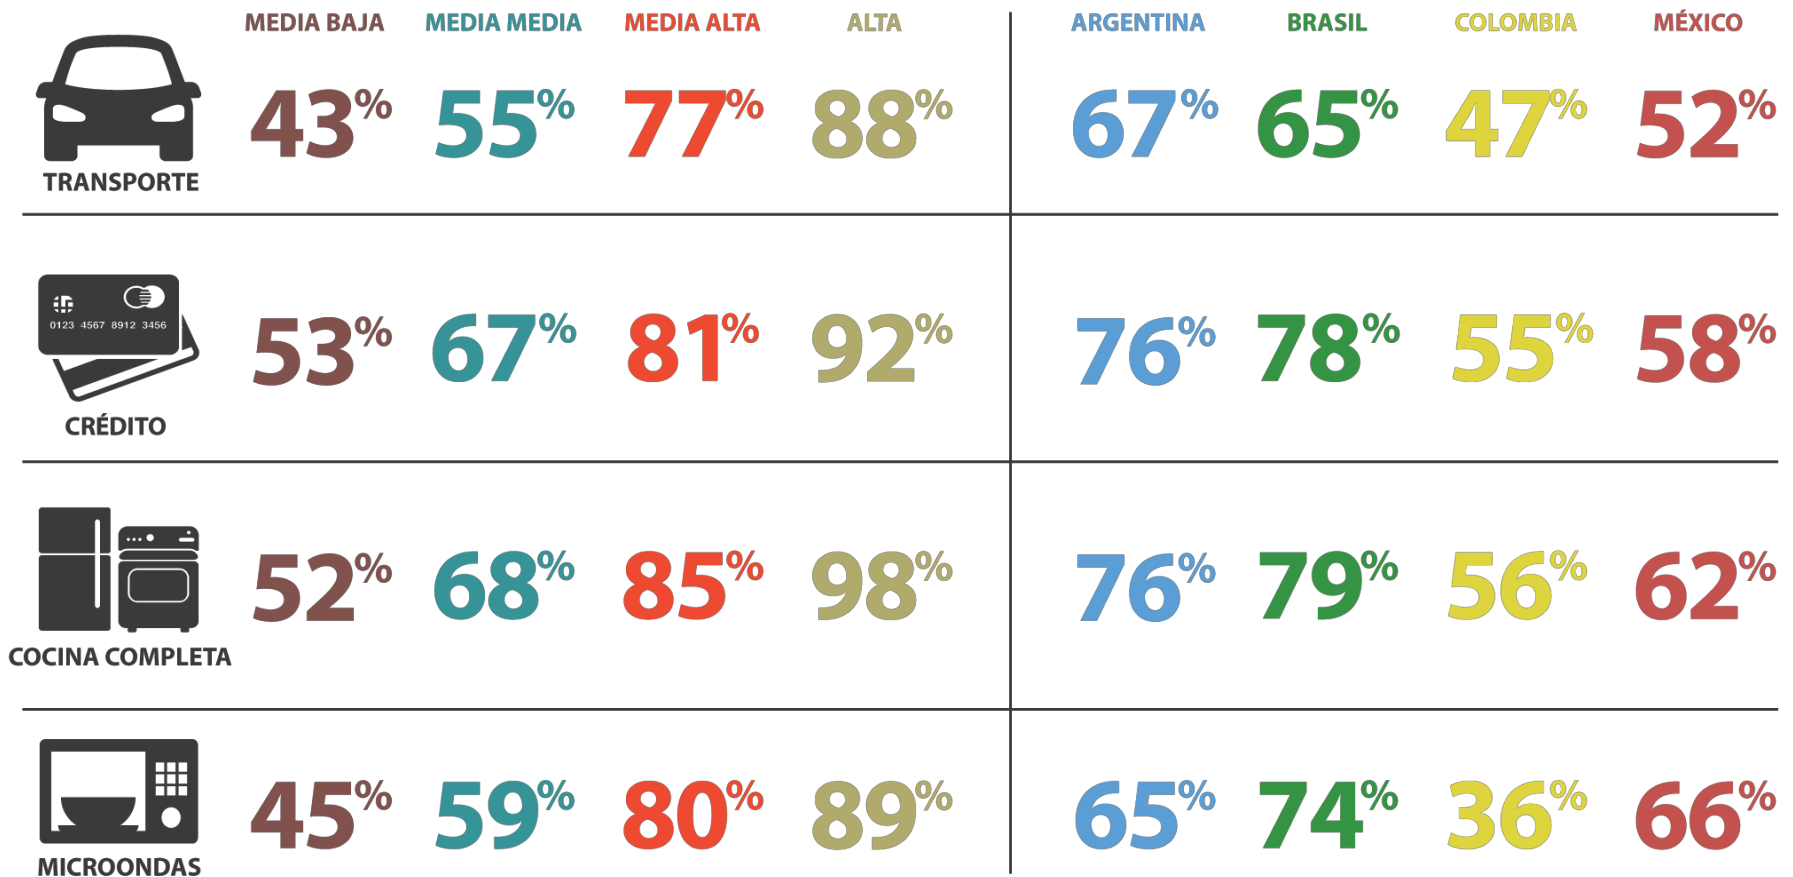 MEDIA BAJA MEDIA MEDIA MEDIA ALTA ALTA ARGENTINA BRASIL COLOMBIA MÉXICO
43% 55% 77% 88% 67% 65% 47% 52%
TRANSPORTE
0123 4567 8912 3456
53% 67% 81% 92% 76% 78% 55% 58%
CRÉDITO
52% 68% 85% 98% 76% 79% 56% 62%
COCINA COMPLETA
45% 59% 80% 89% 65% 74% 36% 66%
MICROONDAS